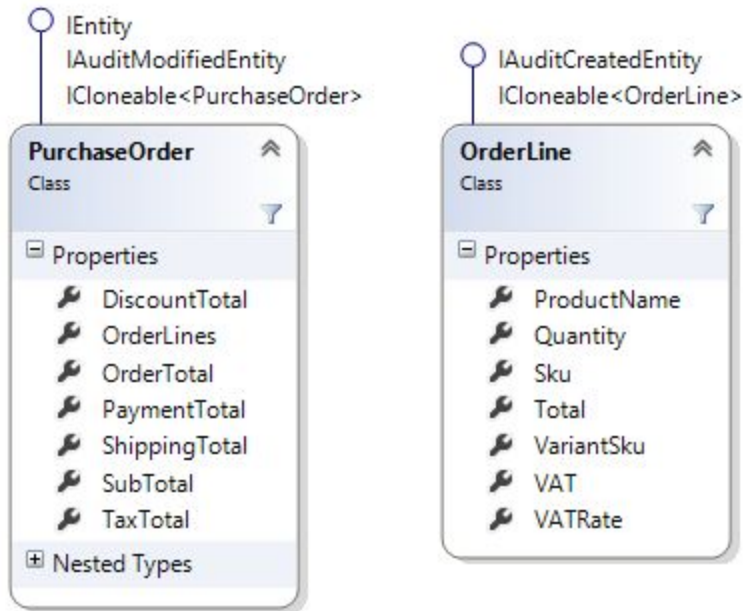 IEntity
IAuditModifiedEntity
ICloneable<PurchaseOrder>
PurchaseOrder
Class
Properties
DiscountTotal
OrderLines
OrderTotal
PaymentTotal
ShippingTotal
SubTotal
TaxTotal
Nested Types
IAuditCreatedEntity
ICloneable<OrderLine>
OrderLine
Class
Properties
ProductName
Quantity
Sku
Total
VariantSku
VAT
VATRate